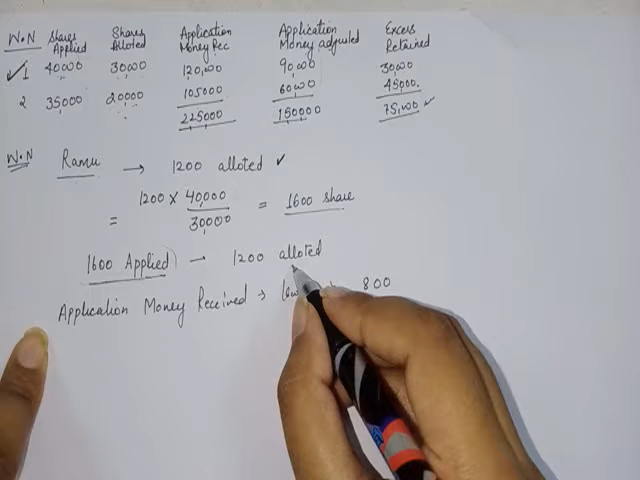 W.N Shares Applied Shares Alloted Application Money Rec Application Money adjusted Excess Retained
✓1 40000 30000 120,000 90,000 30,000
2 35000 20000 105000 60,000 45000.
225000 150000 75,000 ✓
W.N Ramu → 1200 alloted ✓
1200 × 40,000
= 30000 = 1600 share
1600 Applied → 1200 alloted
Application Money Received → 800